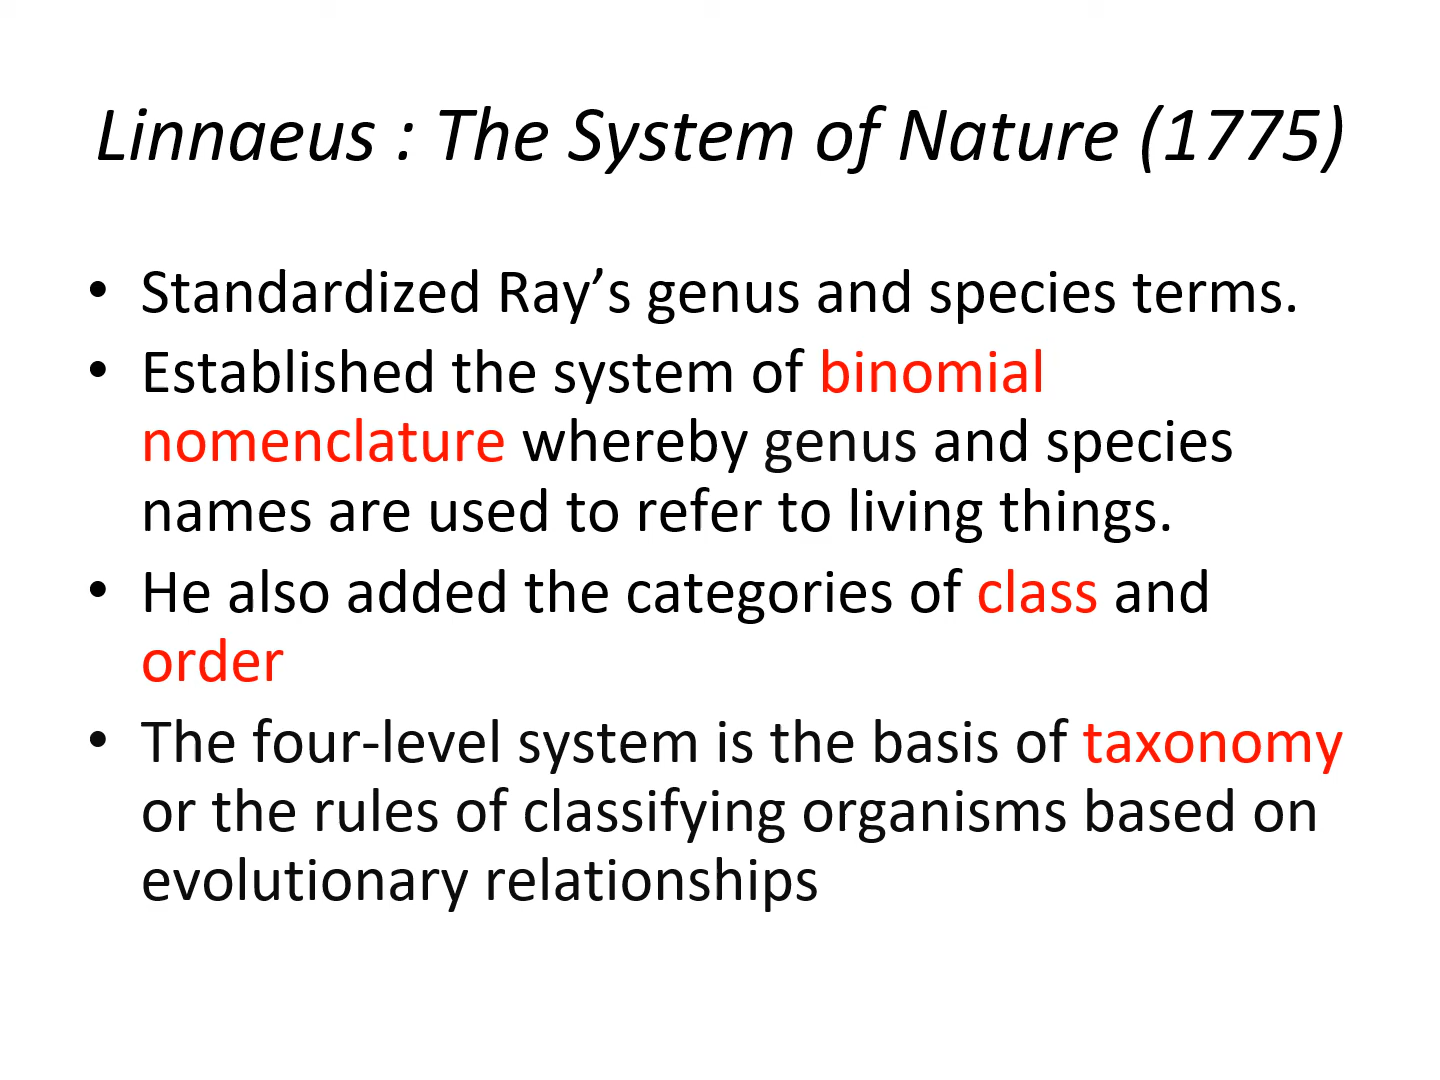 Linnaeus : The System of Nature (1775)
• Standardized Ray’s genus and species terms.
• Established the system of binomial
nomenclature whereby genus and species
names are used to refer to living things.
• He also added the categories of class and
order
• The four-level system is the basis of taxonomy
or the rules of classifying organisms based on
evolutionary relationships